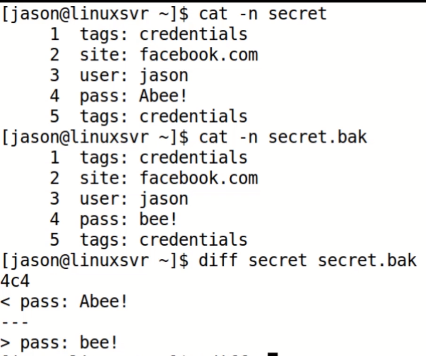 [jason@linuxsvr ~]$ cat -n secret
1 tags: credentials
2 site: facebook.com
3 user: jason
4 pass: Abee!
5 tags: credentials
[jason@linuxsvr ~]$ cat -n secret.bak
1 tags: credentials
2 site: facebook.com
3 user: jason
4 pass: bee!
5 tags: credentials
[jason@linuxsvr ~]$ diff secret secret.bak
4c4
< pass: Abee!
---
> pass: bee!